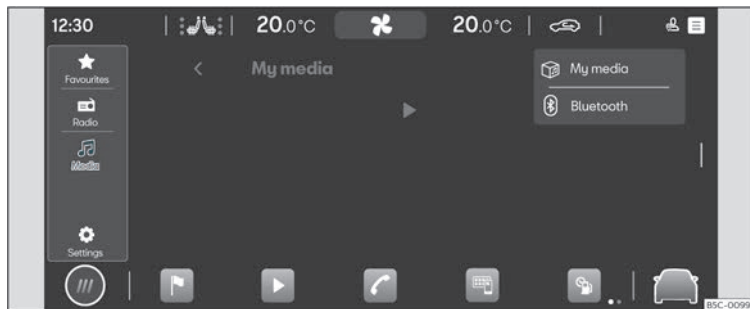 12:30 20.0°C 20.0°C
Favourites
Radio
Media
Settings
My media
My media
Bluetooth
B5C-0099